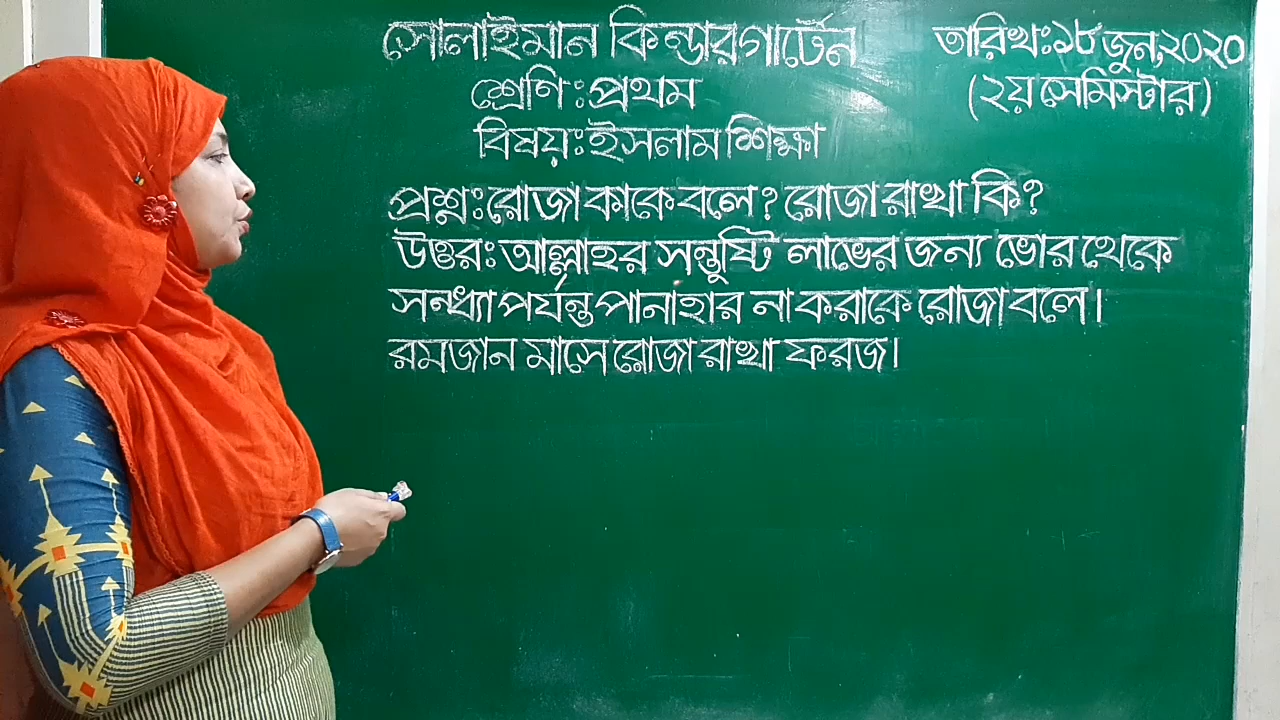 সোলাইমান কিন্ডারগার্টেন
তারিখঃ১৮ জুন,২০২০
শ্রেণি ঃপ্রথম
(২য় সেমিস্টার)
বিষয়ঃইসলাম শিক্ষা
প্রশ্নঃরোজা কাকে বলে? রোজা রাখা কি?
উত্তরঃ আল্লাহর সন্তুষ্টি লাভের জন্য ভোর থেকে
সন্ধ্যা পর্যন্ত পানাহার না করাকে রোজা বলে।
রমজান মাসে রোজা রাখা ফরজ।